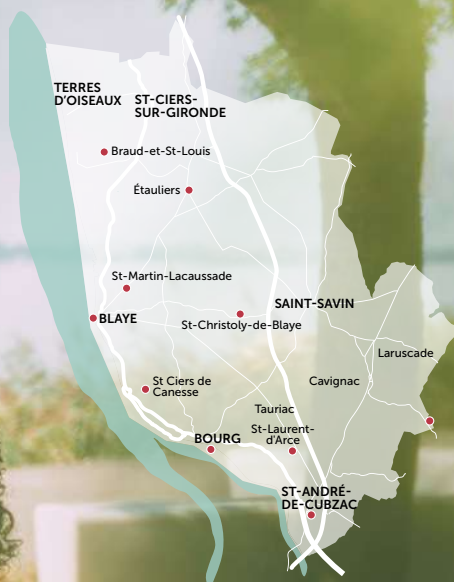 TERRES
D'OISEAUX
ST-CIERS-
SUR-GIRONDE
Braud-et-St-Louis
Étauliers
St-Martin-Lacaussade
SAINT-SAVIN
BLAYE
St-Christoly-de-Blaye
Laruscade
St Ciers de
Canesse
Cavignac
Tauriac
St-Laurent-
d'Arce
BOURG
ST-ANDRÉ-
DE-CUBZAC